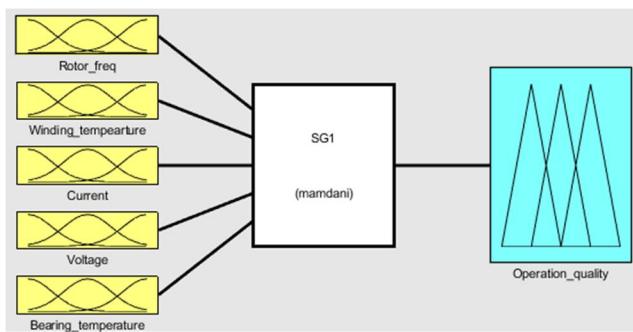 Rotor_freq
Winding_tempearture
Current
Voltage
Bearing_temperature
SG1
(mamdani)
Operation_quality